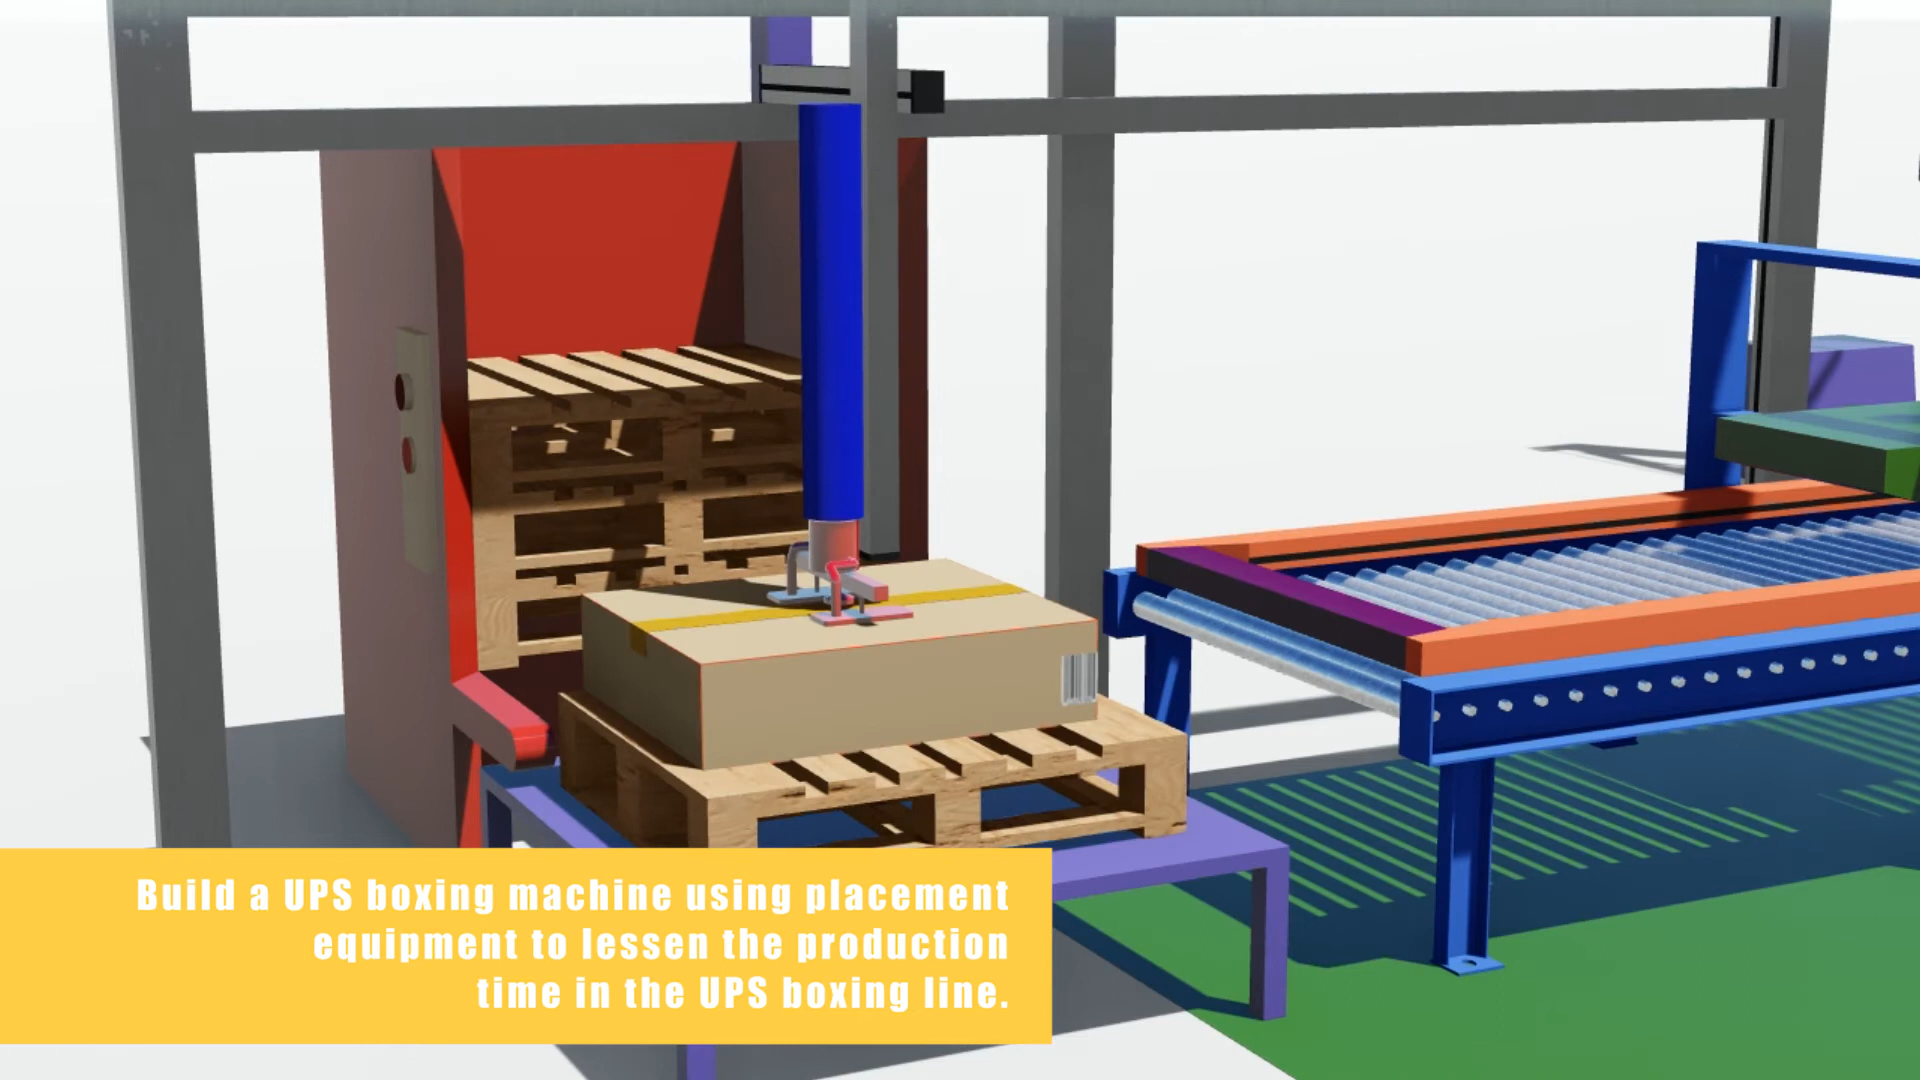 Build a UPS boxing machine using placement
equipment to lessen the production
time in the UPS boxing line.